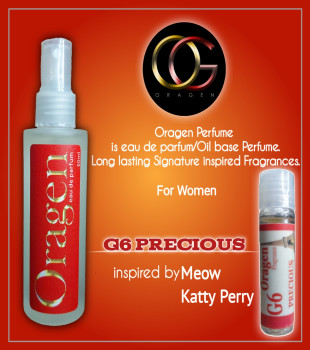 OG
ORAGEN
Oragen Perfume
is eau de parfum/Oil base Perfume.
Long lasting Signature inspired Fragrances.
For Women
G6 PRECIOUS
inspired by Meow
Katty Perry
Oragen
eau de parfum
Oragen
G6
PRECIOUS